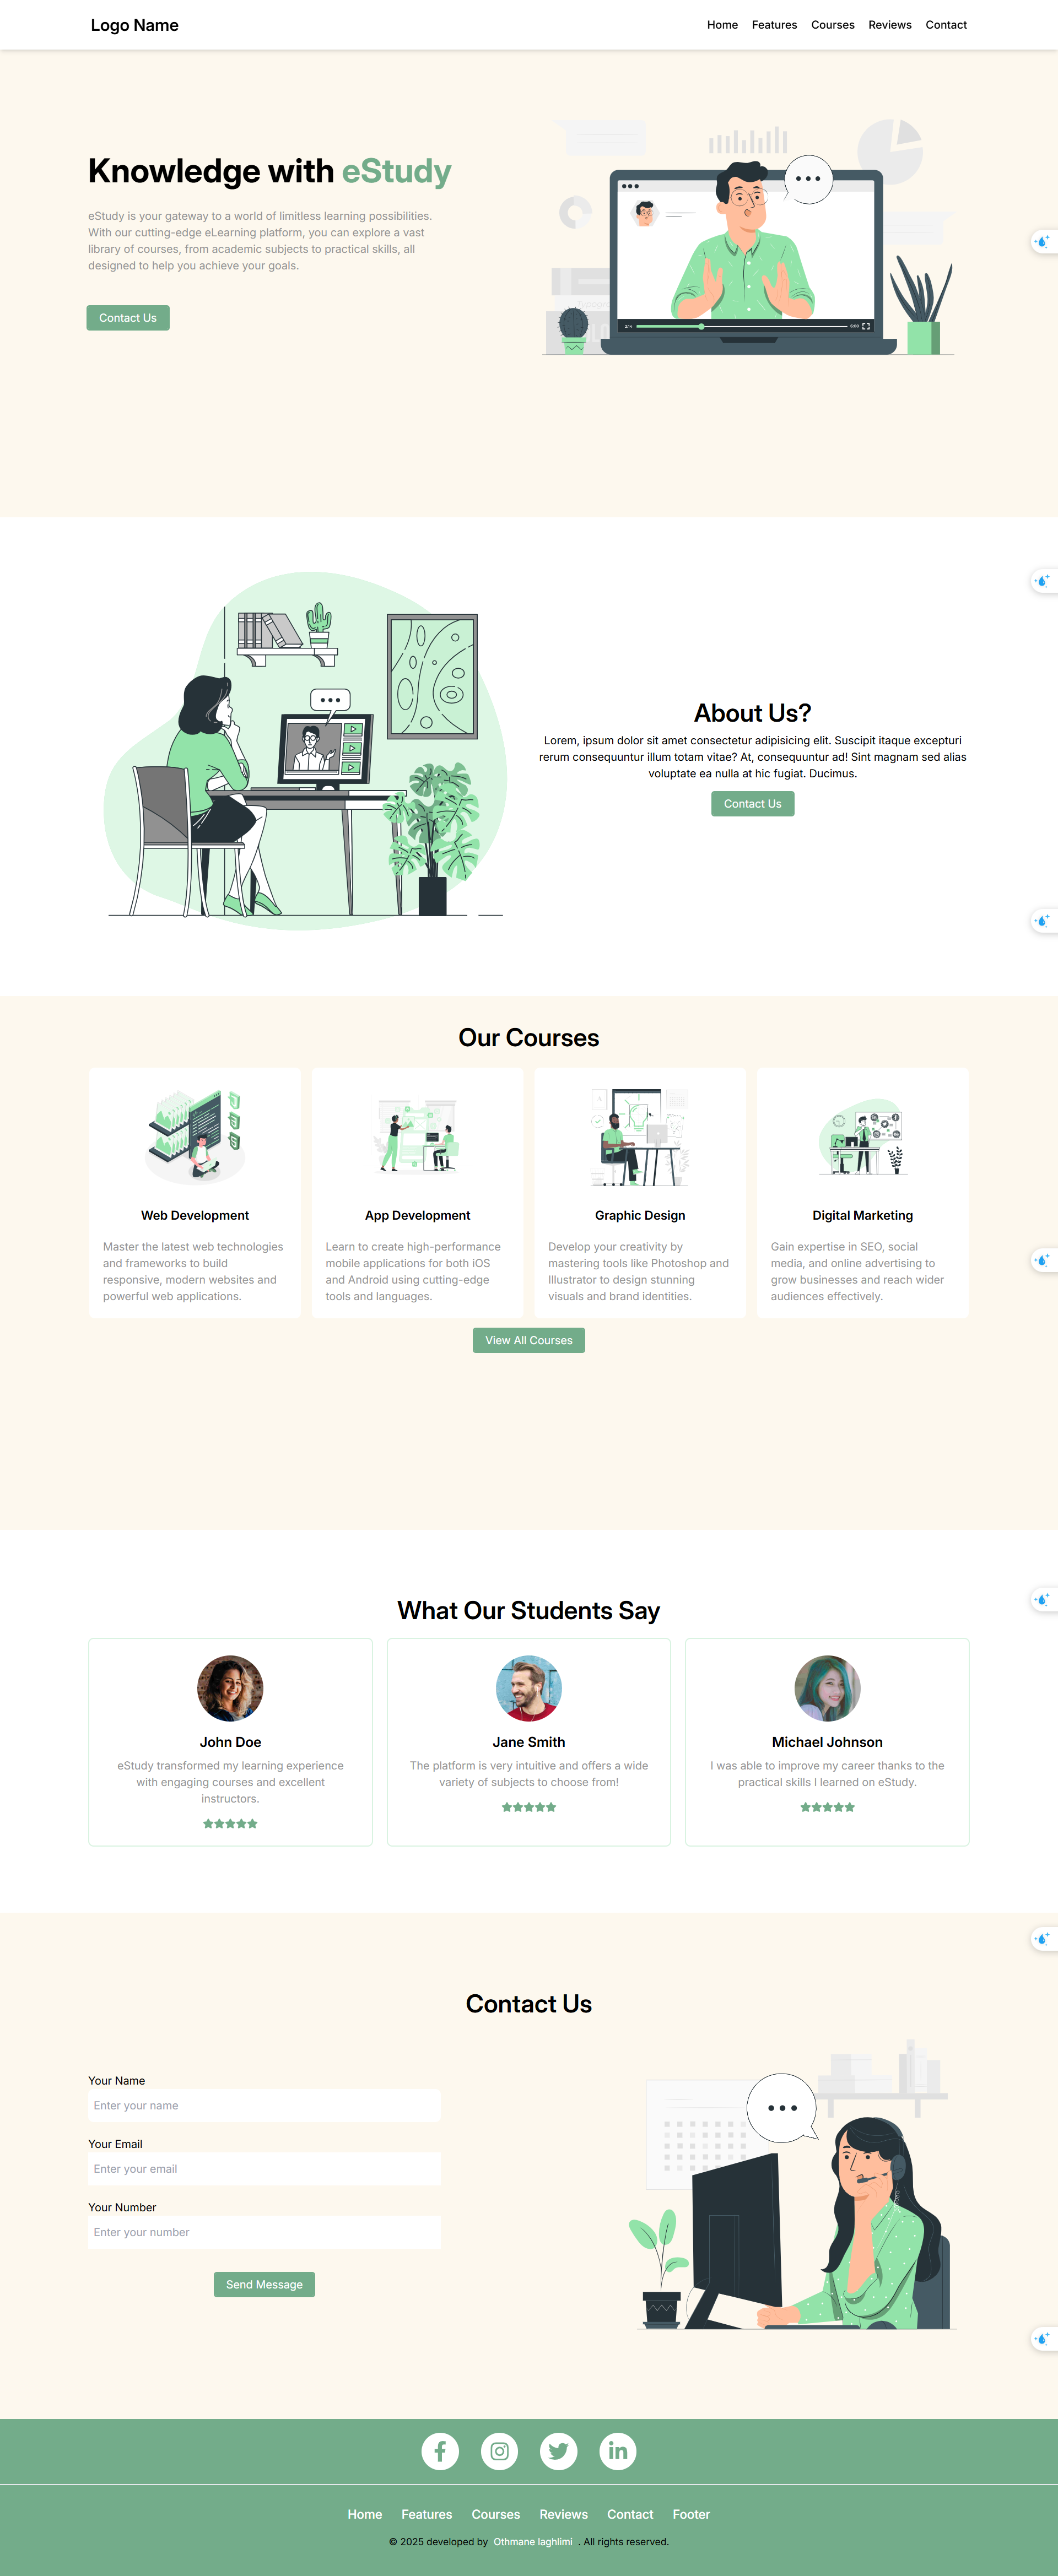 Logo Name
Home Features Courses Reviews Contact
Knowledge with eStudy
eStudy is your gateway to a world of limitless learning possibilities.
With our cutting-edge eLearning platform, you can explore a vast
library of courses, from academic subjects to practical skills, all
designed to help you achieve your goals.
Contact Us
About Us?
Lorem, ipsum dolor sit amet consectetur adipisicing elit. Suscipit itaque excepturi
rerum consequuntur illum totam vitae? At, consequuntur ad! Sint magnam sed alias
voluptate ea nulla at hic fugiat. Ducimus.
Contact Us
Our Courses
Web Development
Master the latest web technologies
and frameworks to build
responsive, modern websites and
powerful web applications.
App Development
Learn to create high-performance
mobile applications for both iOS
and Android using cutting-edge
tools and languages.
Graphic Design
Develop your creativity by
mastering tools like Photoshop and
Illustrator to design stunning
visuals and brand identities.
Digital Marketing
Gain expertise in SEO, social
media, and online advertising to
grow businesses and reach wider
audiences effectively.
View All Courses
What Our Students Say
John Doe
eStudy transformed my learning experience
with engaging courses and excellent
instructors.
Jane Smith
The platform is very intuitive and offers a wide
variety of subjects to choose from!
Michael Johnson
I was able to improve my career thanks to the
practical skills I learned on eStudy.
Contact Us
Your Name
Enter your name
Your Email
Enter your email
Your Number
Enter your number
Send Message
Home Features Courses Reviews Contact Footer
© 2025 developed by Othmane laghlimi . All rights reserved.